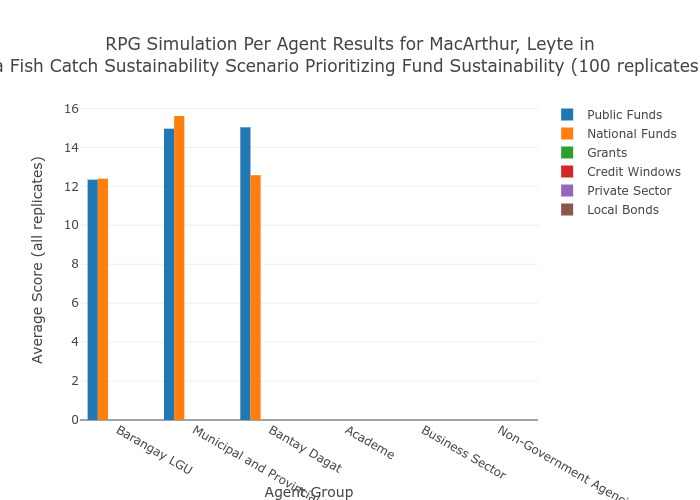 RPG Simulation Per Agent Results for MacArthur, Leyte in
a Fish Catch Sustainability Scenario Prioritizing Fund Sustainability (100 replicates
16
14
12
10
8
6
4
2
0
Average Score (all replicates)
Public Funds
National Funds
Grants
Credit Windows
Private Sector
Local Bonds
Barangay LGU
Municipal and
Bantay Dagat
Academe
Business Sector
Non-Government
Agent Group